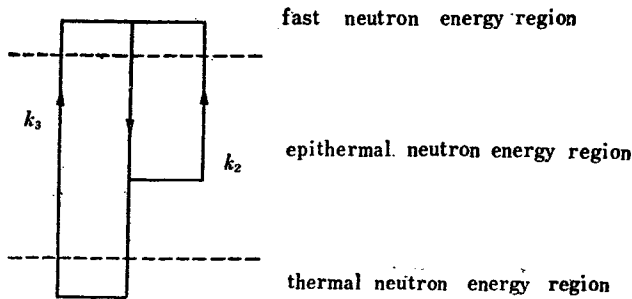 fast neutron energy region
k₃
epithermal. neutron energy region
k₂
thermal neutron energy region